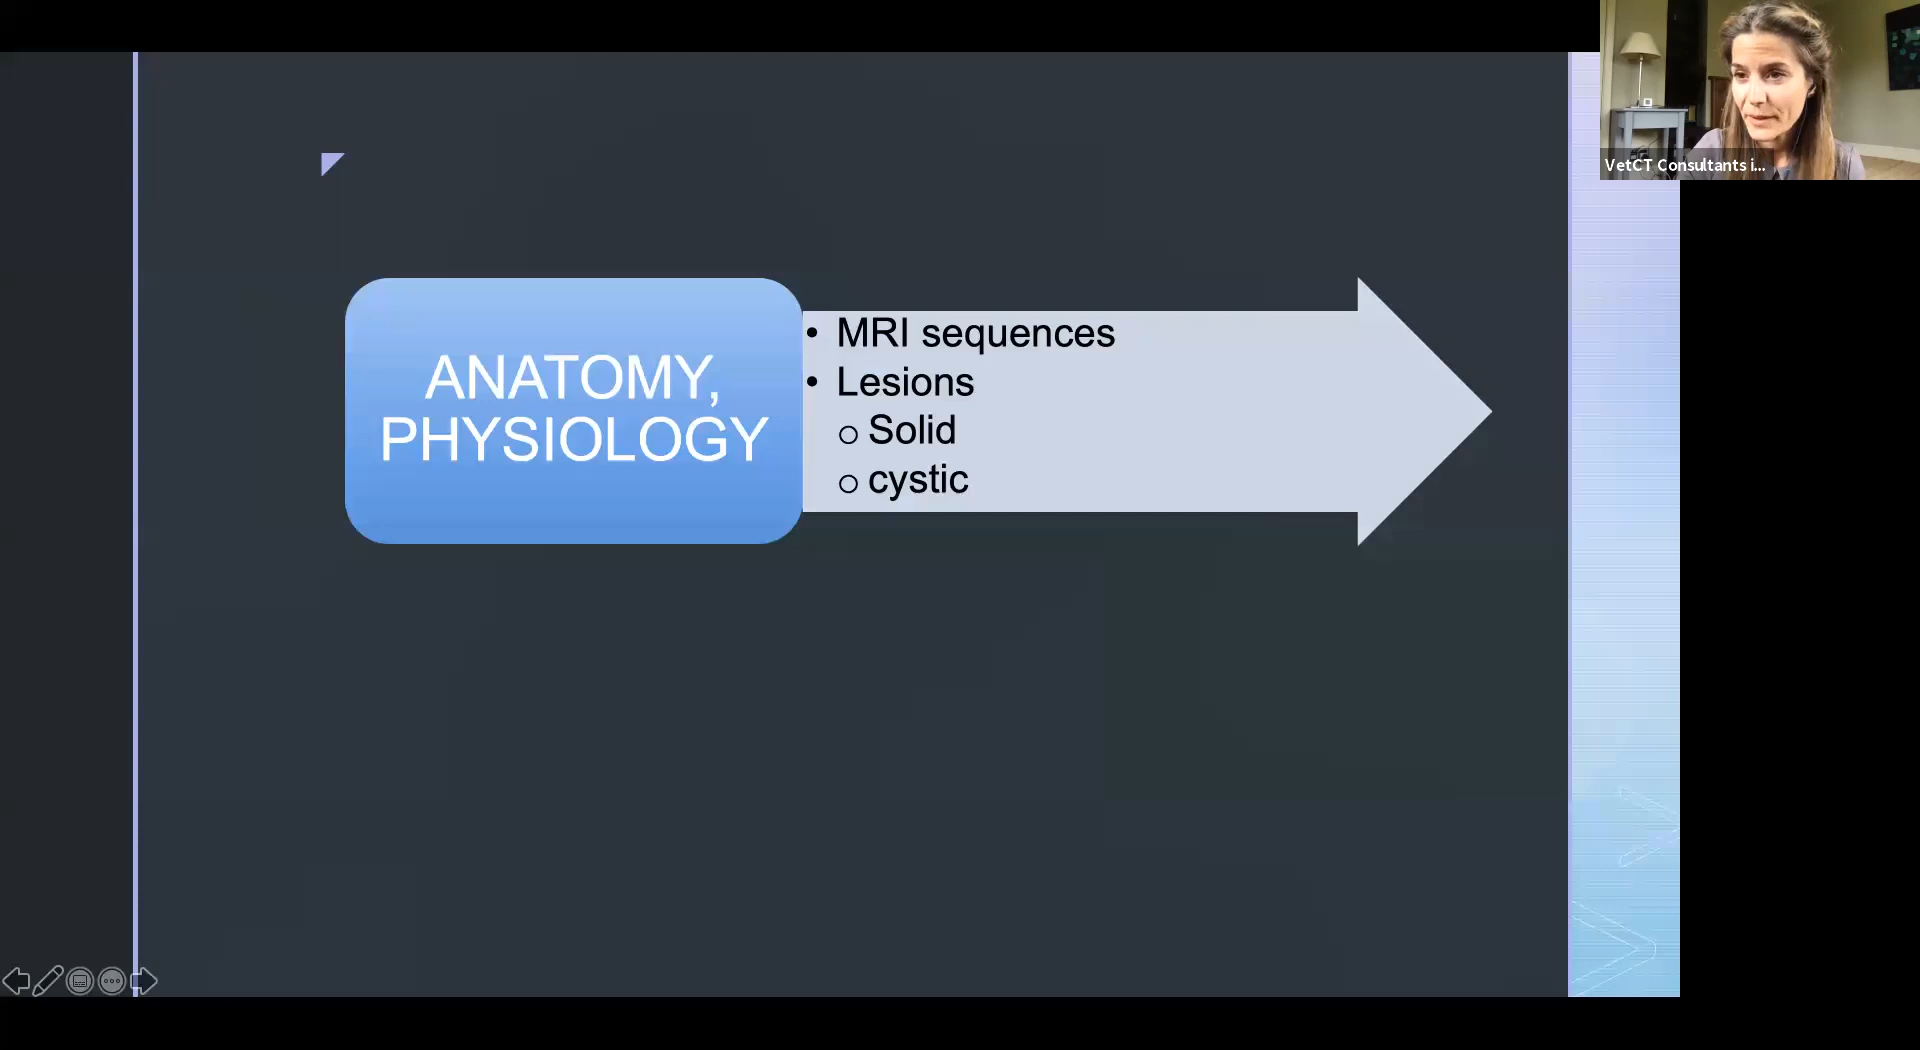 VetCT Consultants i...
ANATOMY,
PHYSIOLOGY
• MRI sequences
• Lesions
o Solid
o cystic